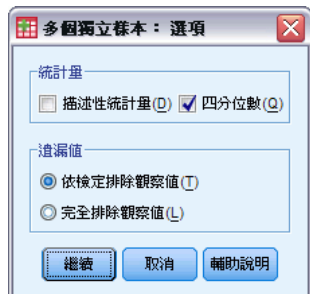 多個獨立樣本：選項
統計量
描述性統計量(D) 四分位數(Q)
遺漏值
依檢定排除觀察值(T)
完全排除觀察值(L)
繼續 取消 輔助說明